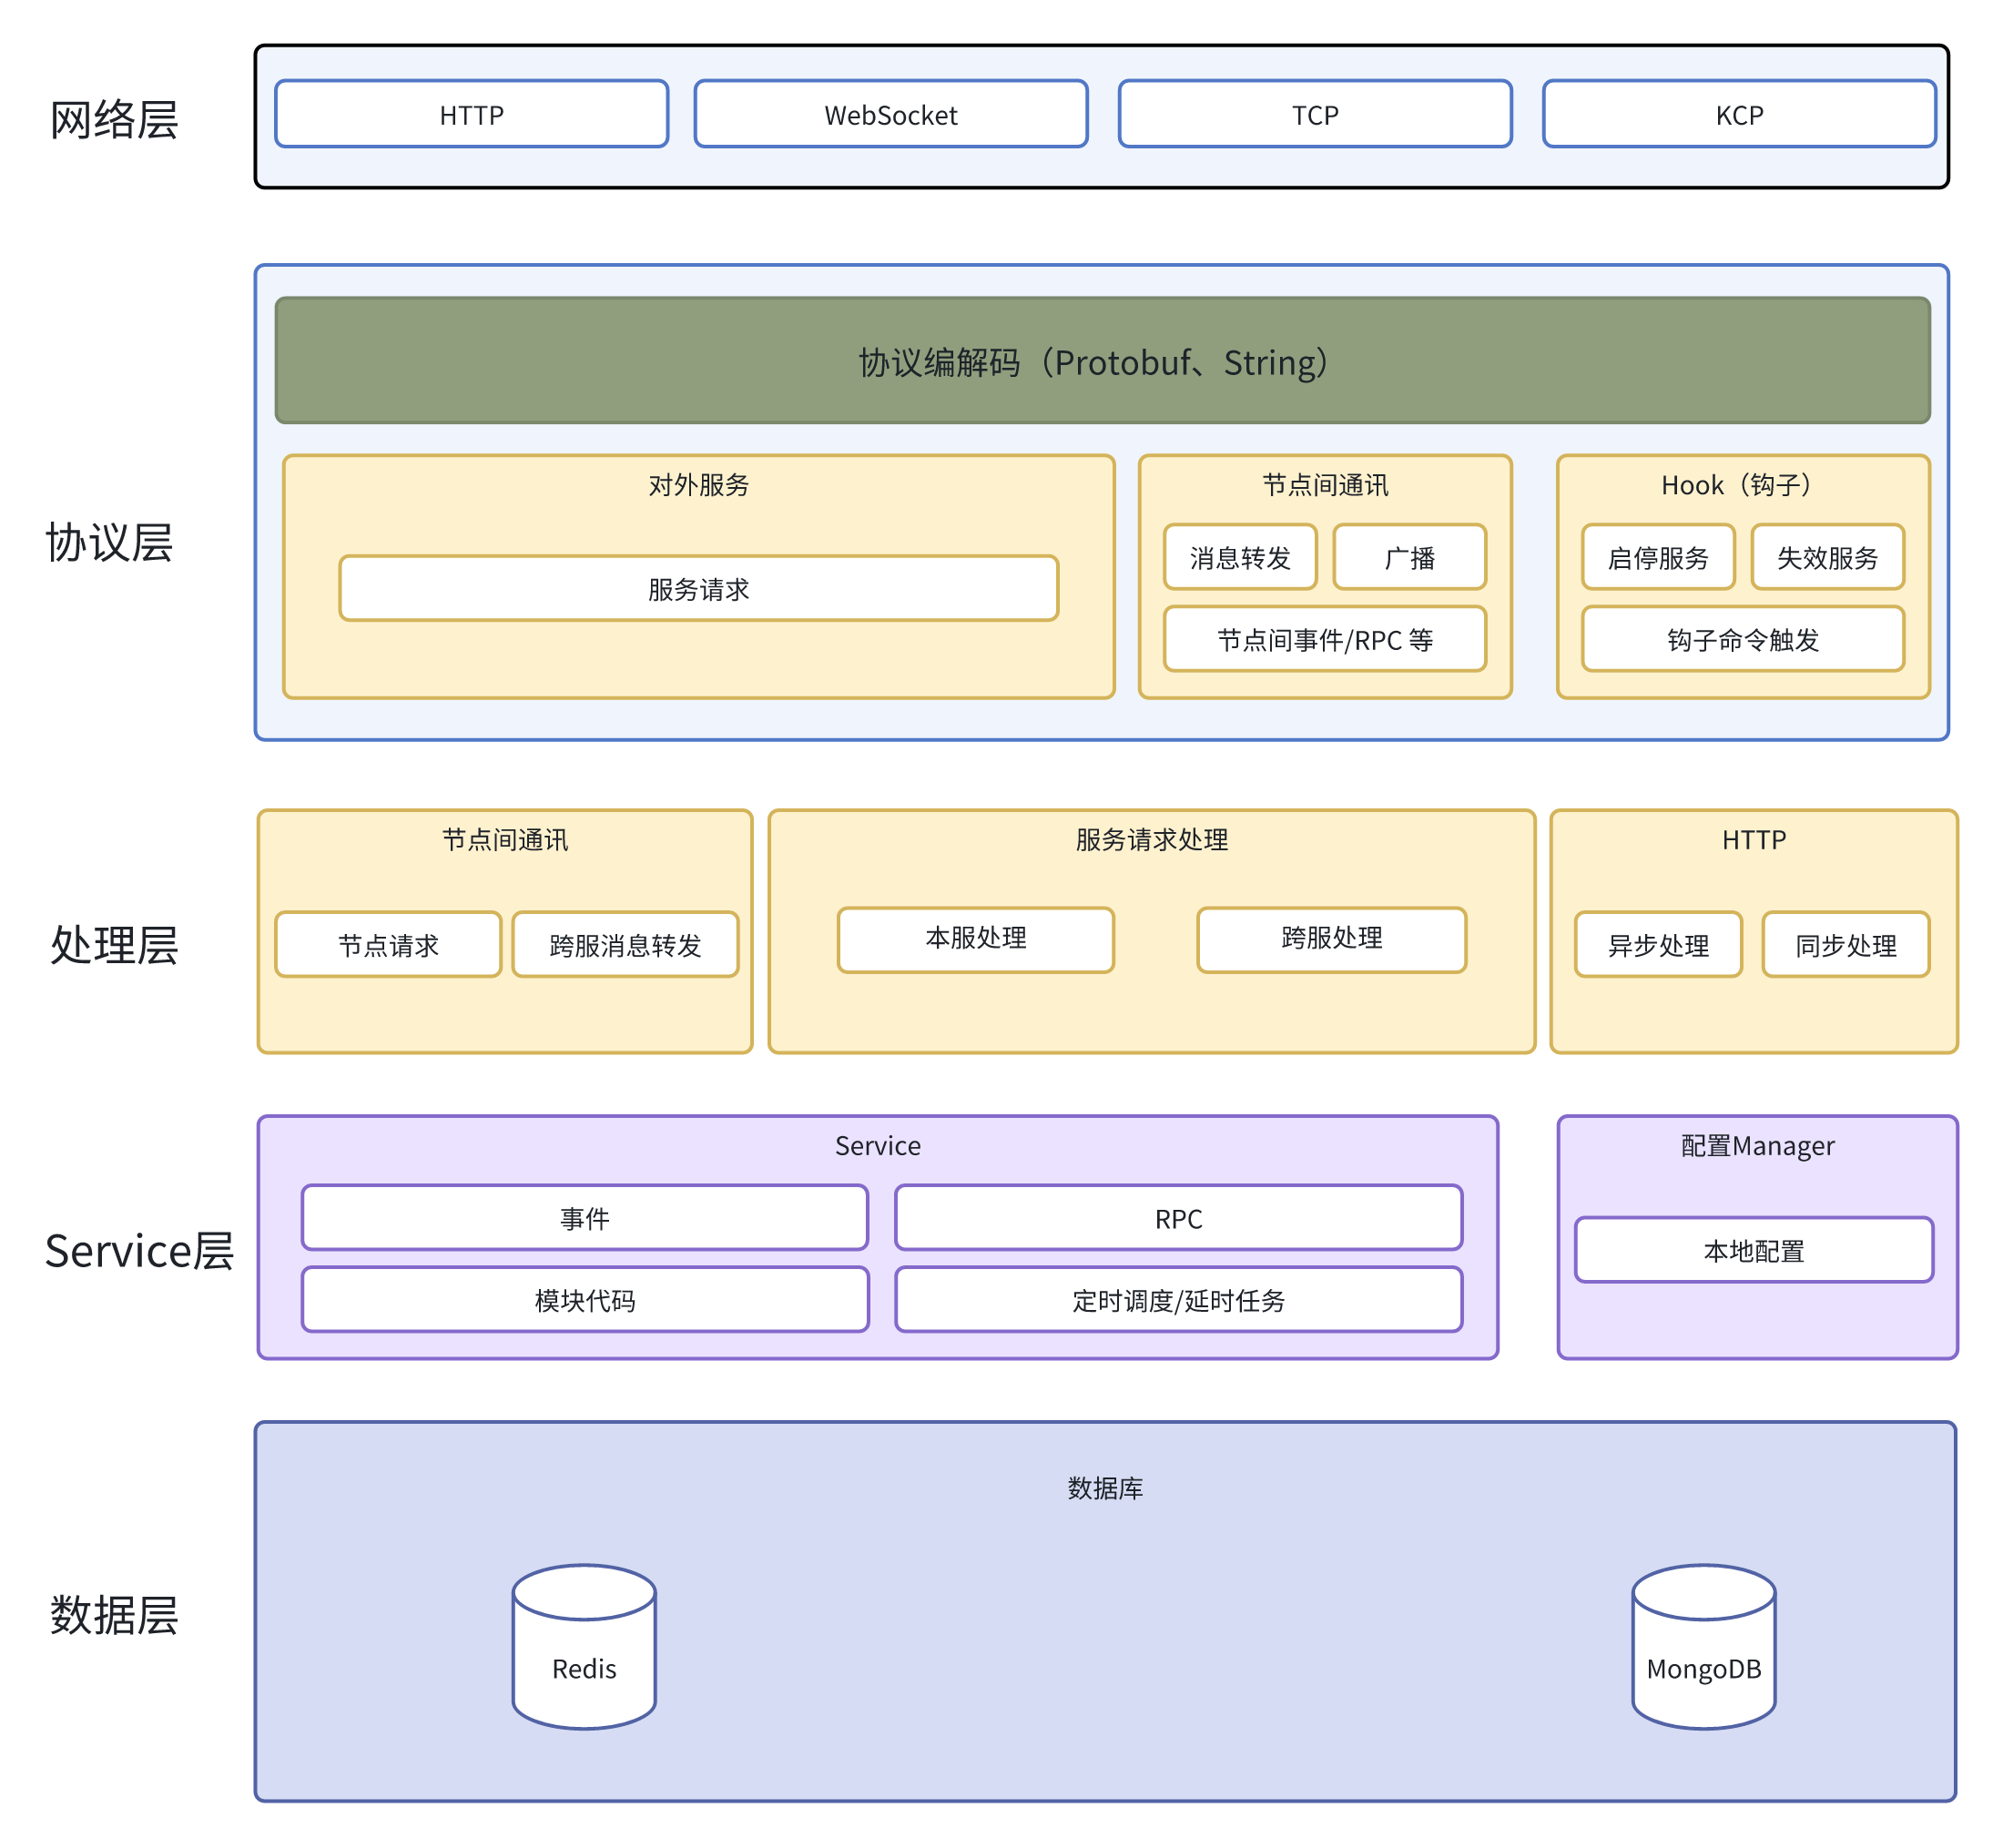 网络层
HTTP
WebSocket
TCP
KCP
协议层
协议编解码（Protobuf、String）
对外服务
服务请求
节点间通讯
消息转发
广播
节点间事件/RPC 等
Hook（钩子）
启停服务
失效服务
钩子命令触发
处理层
节点间通讯
节点请求
跨服消息转发
服务请求处理
本服处理
跨服处理
HTTP
异步处理
同步处理
Service层
Service
事件
RPC
模块代码
定时调度/延时任务
配置Manager
本地配置
数据层
数据库
Redis
MongoDB